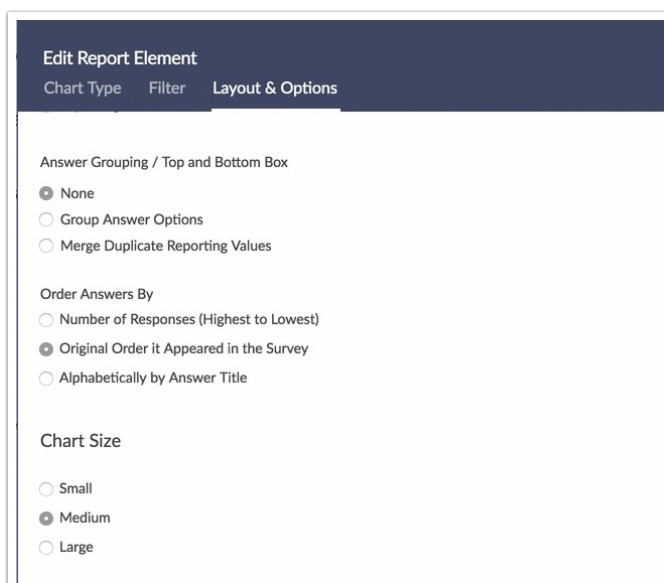 Edit Report Element
Chart Type Filter Layout & Options
Answer Grouping / Top and Bottom Box
None
Group Answer Options
Merge Duplicate Reporting Values
Order Answers By
Number of Responses (Highest to Lowest)
Original Order it Appeared in the Survey
Alphabetically by Answer Title
Chart Size
Small
Medium
Large